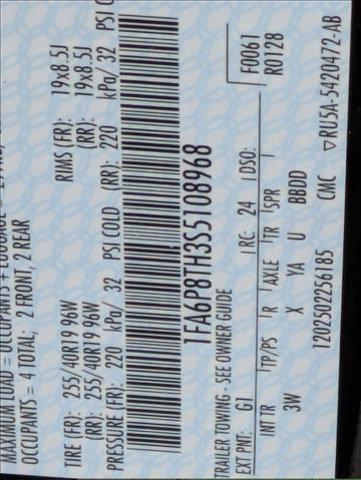 MAXIMUM LOAD = OCCUPANTS + LUGGAGE =
OCCUPANTS = 4 TOTAL; 2 FRONT, 2 REAR
TIRE (FR): 255/40R19 96W RIMS (FR): 19x8.5J
(RR): 255/40R19 96W (RR): 19x8.5J
PRESSURE (FR): 220 kPa/ 32 PSI COLD (RR): 220 kPa/ 32 PSI
1FA6P8TH3S5108968
TRAILER TOWING - SEE OWNER GUIDE F0061
EXT PNT: G1 RC: 24 DSO: R0128
INT TR TP/PS R AXLE TR SPR
3W X YA U BBDD
1202502256185 CMC ▽RU5A-5420472-AB